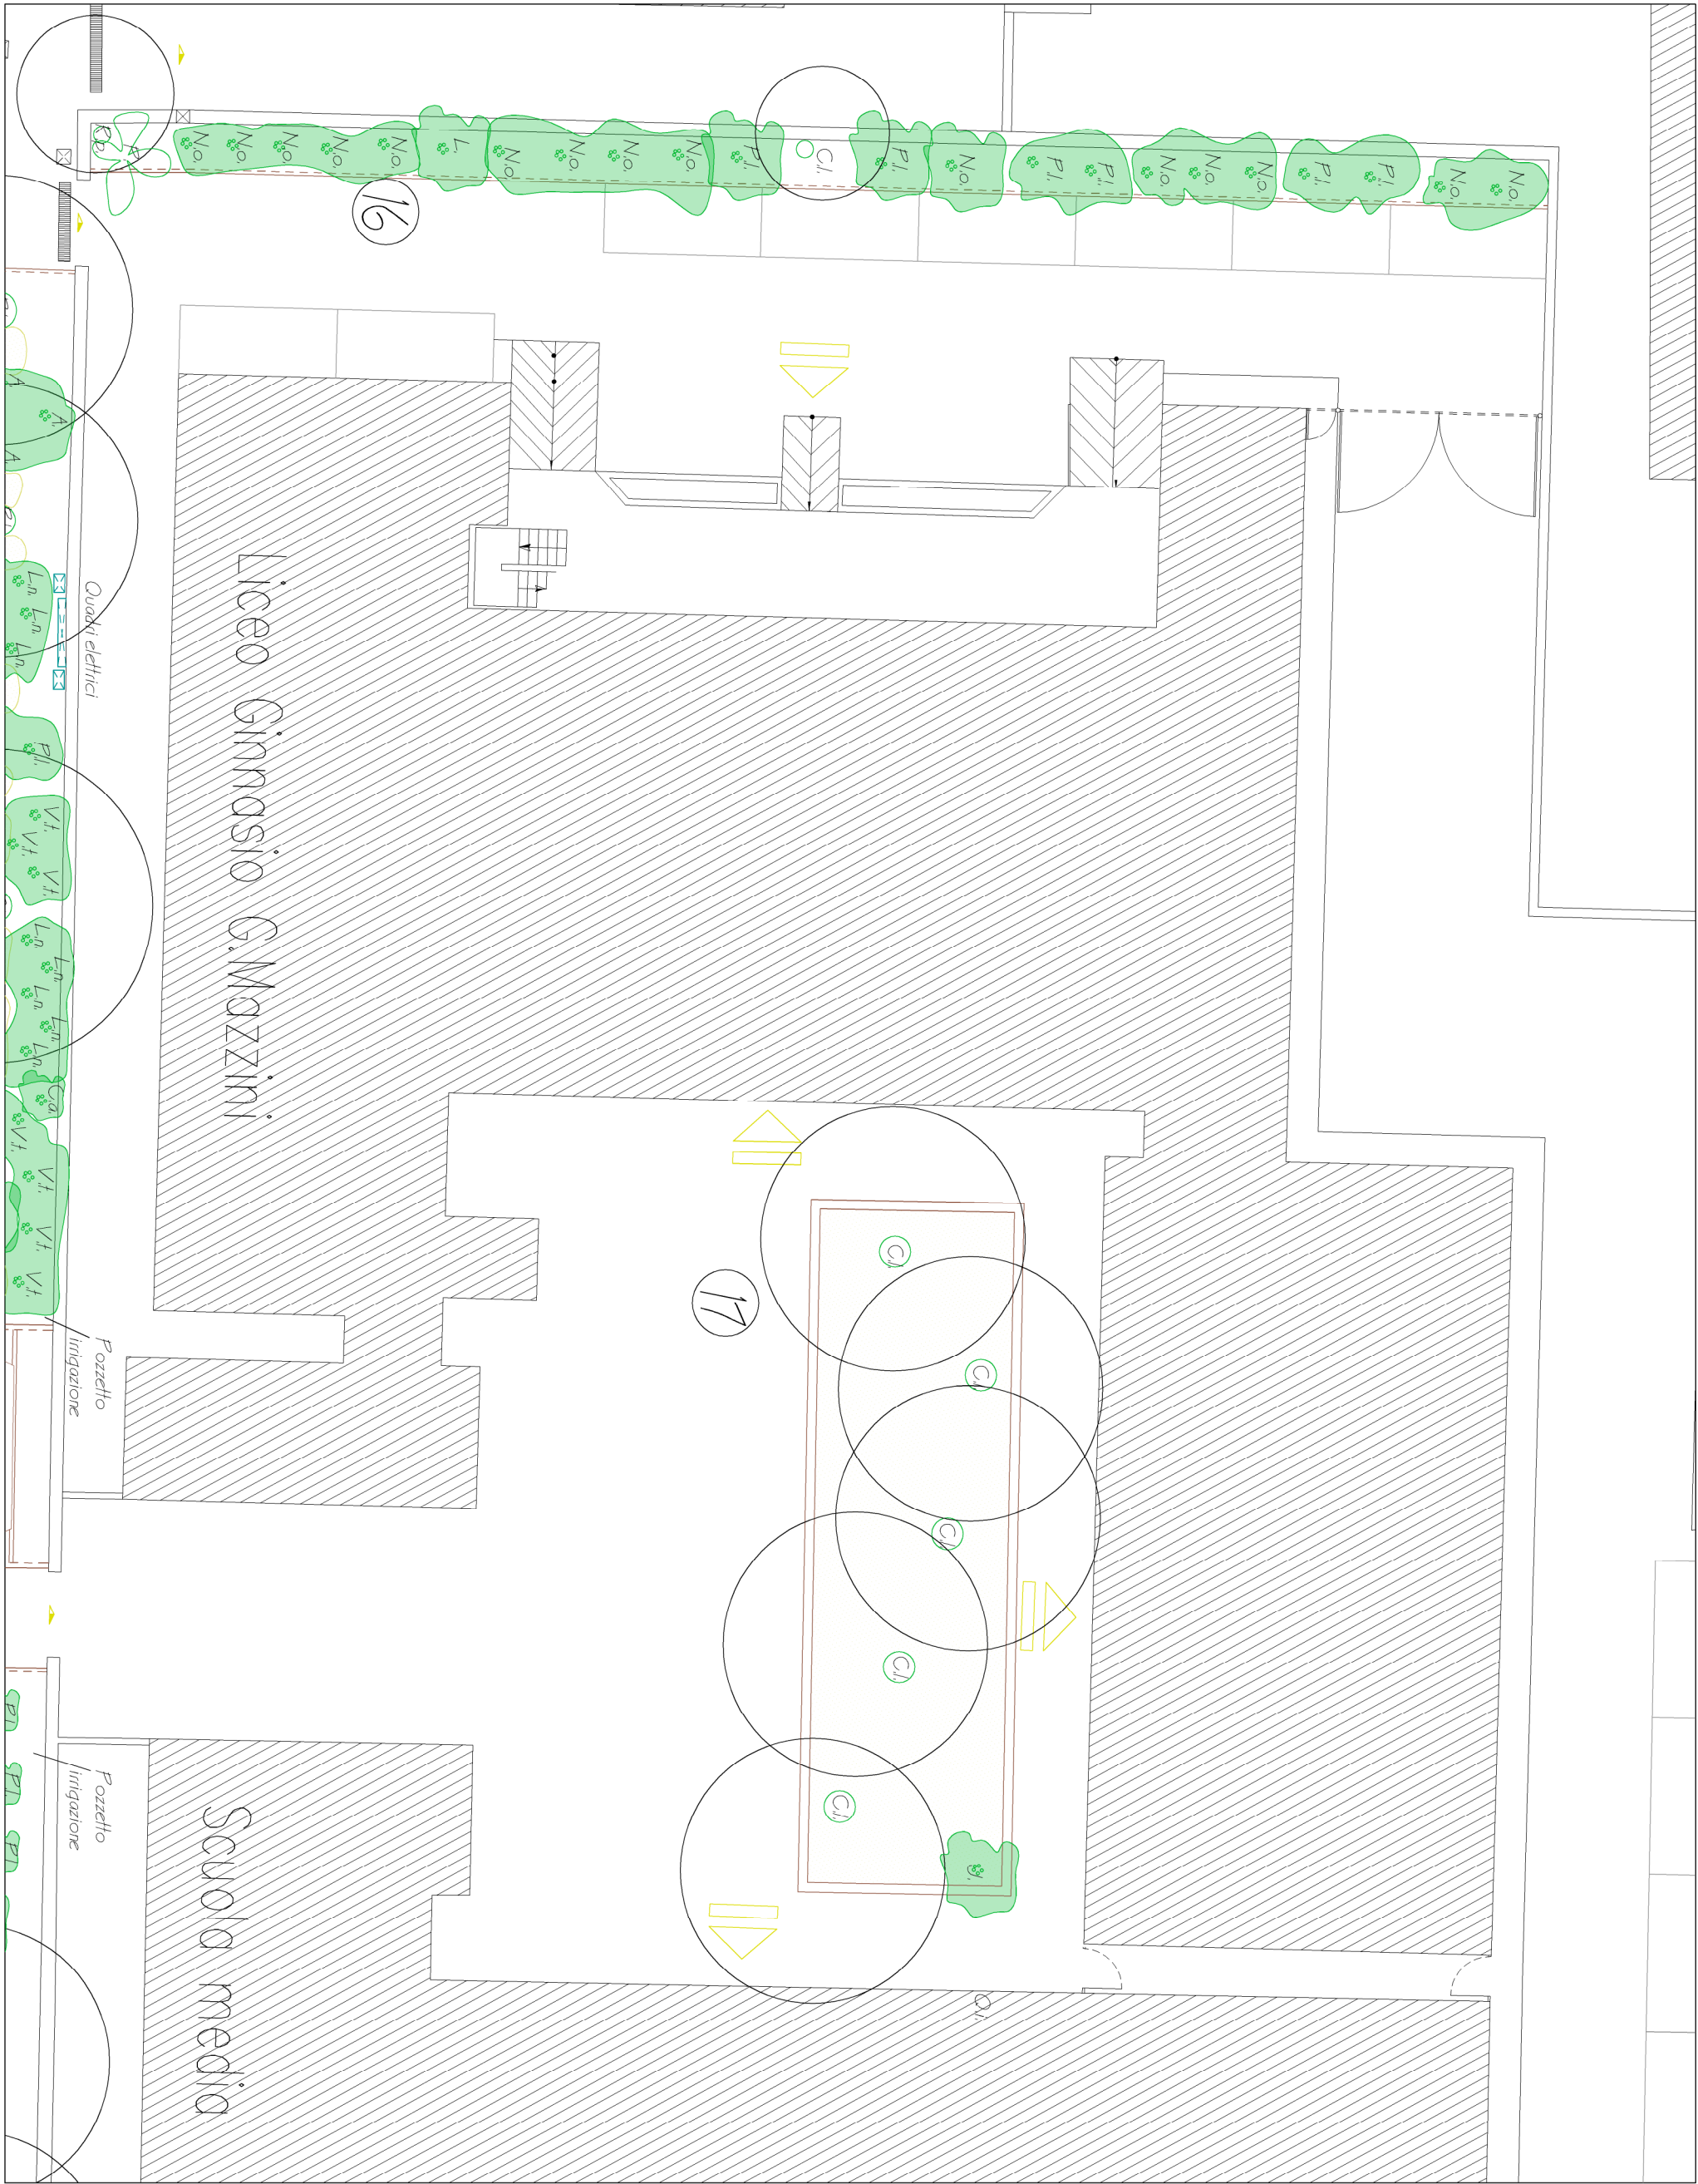 N.o.
N.o.
N.o.
N.o.
N.o.
L.
N.o.
N.o.
N.o.
N.o.
P.t.
C.l.
P.t.
N.o.
P.t.
P.t.
N.o.
N.o.
N.o.
P.t.
P.t.
N.o.
N.o.
16
A.
L.n.
L.n.
L.n.
Quadri elettrici
P.t.
V.t.
V.t.
V.t.
L.n.
L.n.
L.n.
L.n.
L.n.
C.a.
V.t.
V.t.
V.t.
V.t.
Liceo Ginnasio G.Mazzini
17
C.l.
C.l.
C.l.
C.l.
C.l.
Pozzetto
irrigazione
Pozzetto
irrigazione
Scuola media